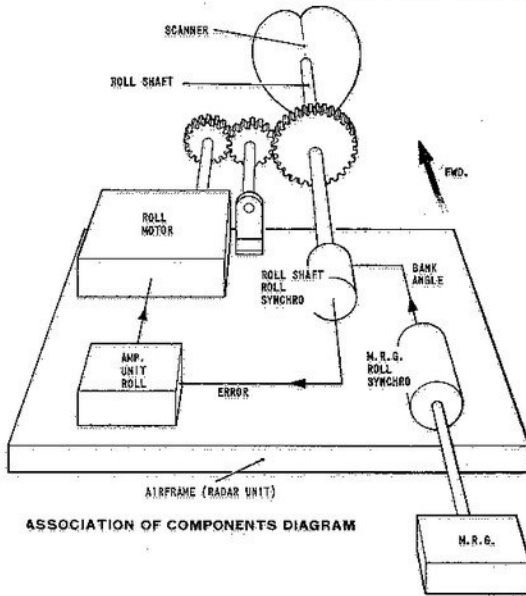 SCANNER
ROLL SHAFT
FWD.
ROLL
MOTOR
ROLL SHAFT
ROLL
SYNCHRO
BANK
ANGLE
M.R.G.
ROLL
SYNCHRO
AMP.
UNIT
ROLL
ERROR
AIRFRAME (RADAR UNIT)
ASSOCIATION OF COMPONENTS DIAGRAM
M.R.G.